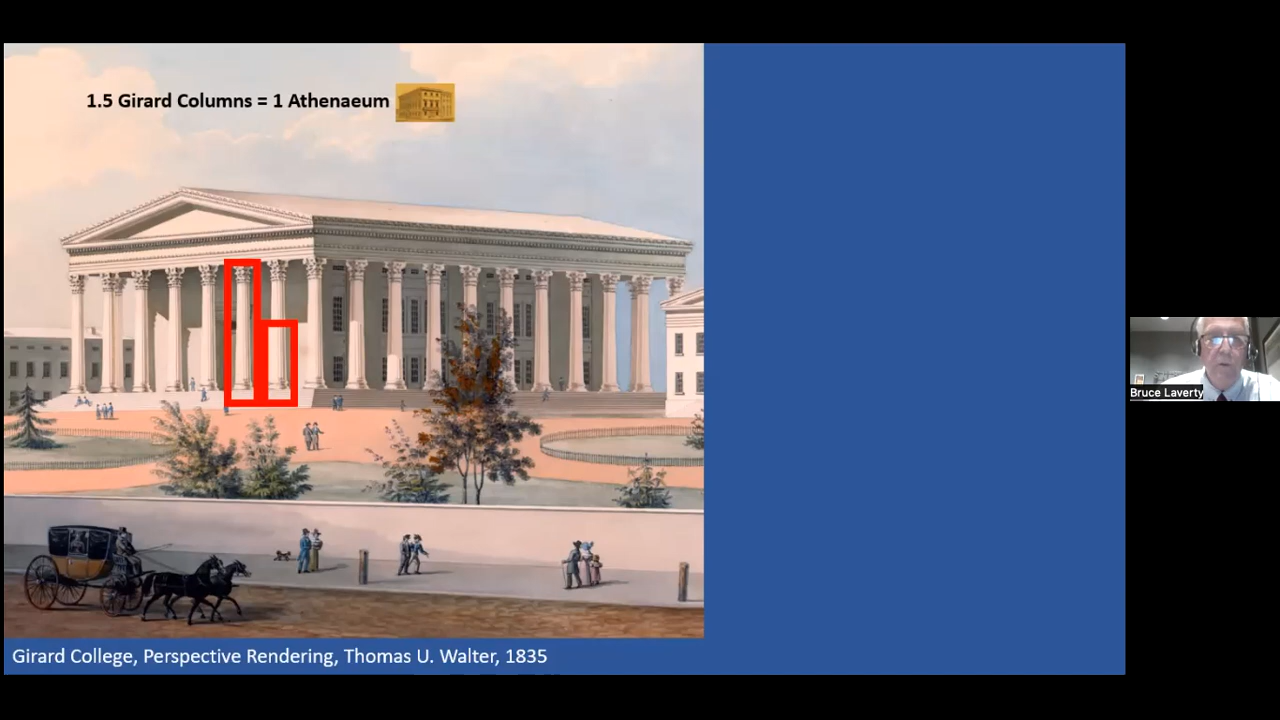 1.5 Girard Columns = 1 Athenaeum
Bruce Laverty
Girard College, Perspective Rendering, Thomas U. Walter, 1835